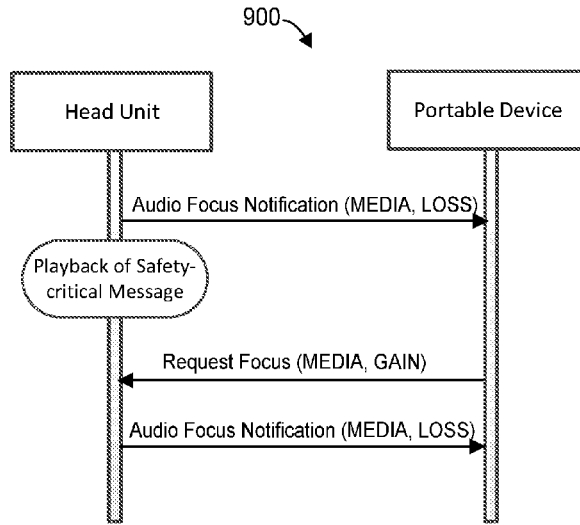 900
Head Unit
Portable Device
Audio Focus Notification (MEDIA, LOSS)
Playback of Safety-
critical Message
Request Focus (MEDIA, GAIN)
Audio Focus Notification (MEDIA, LOSS)